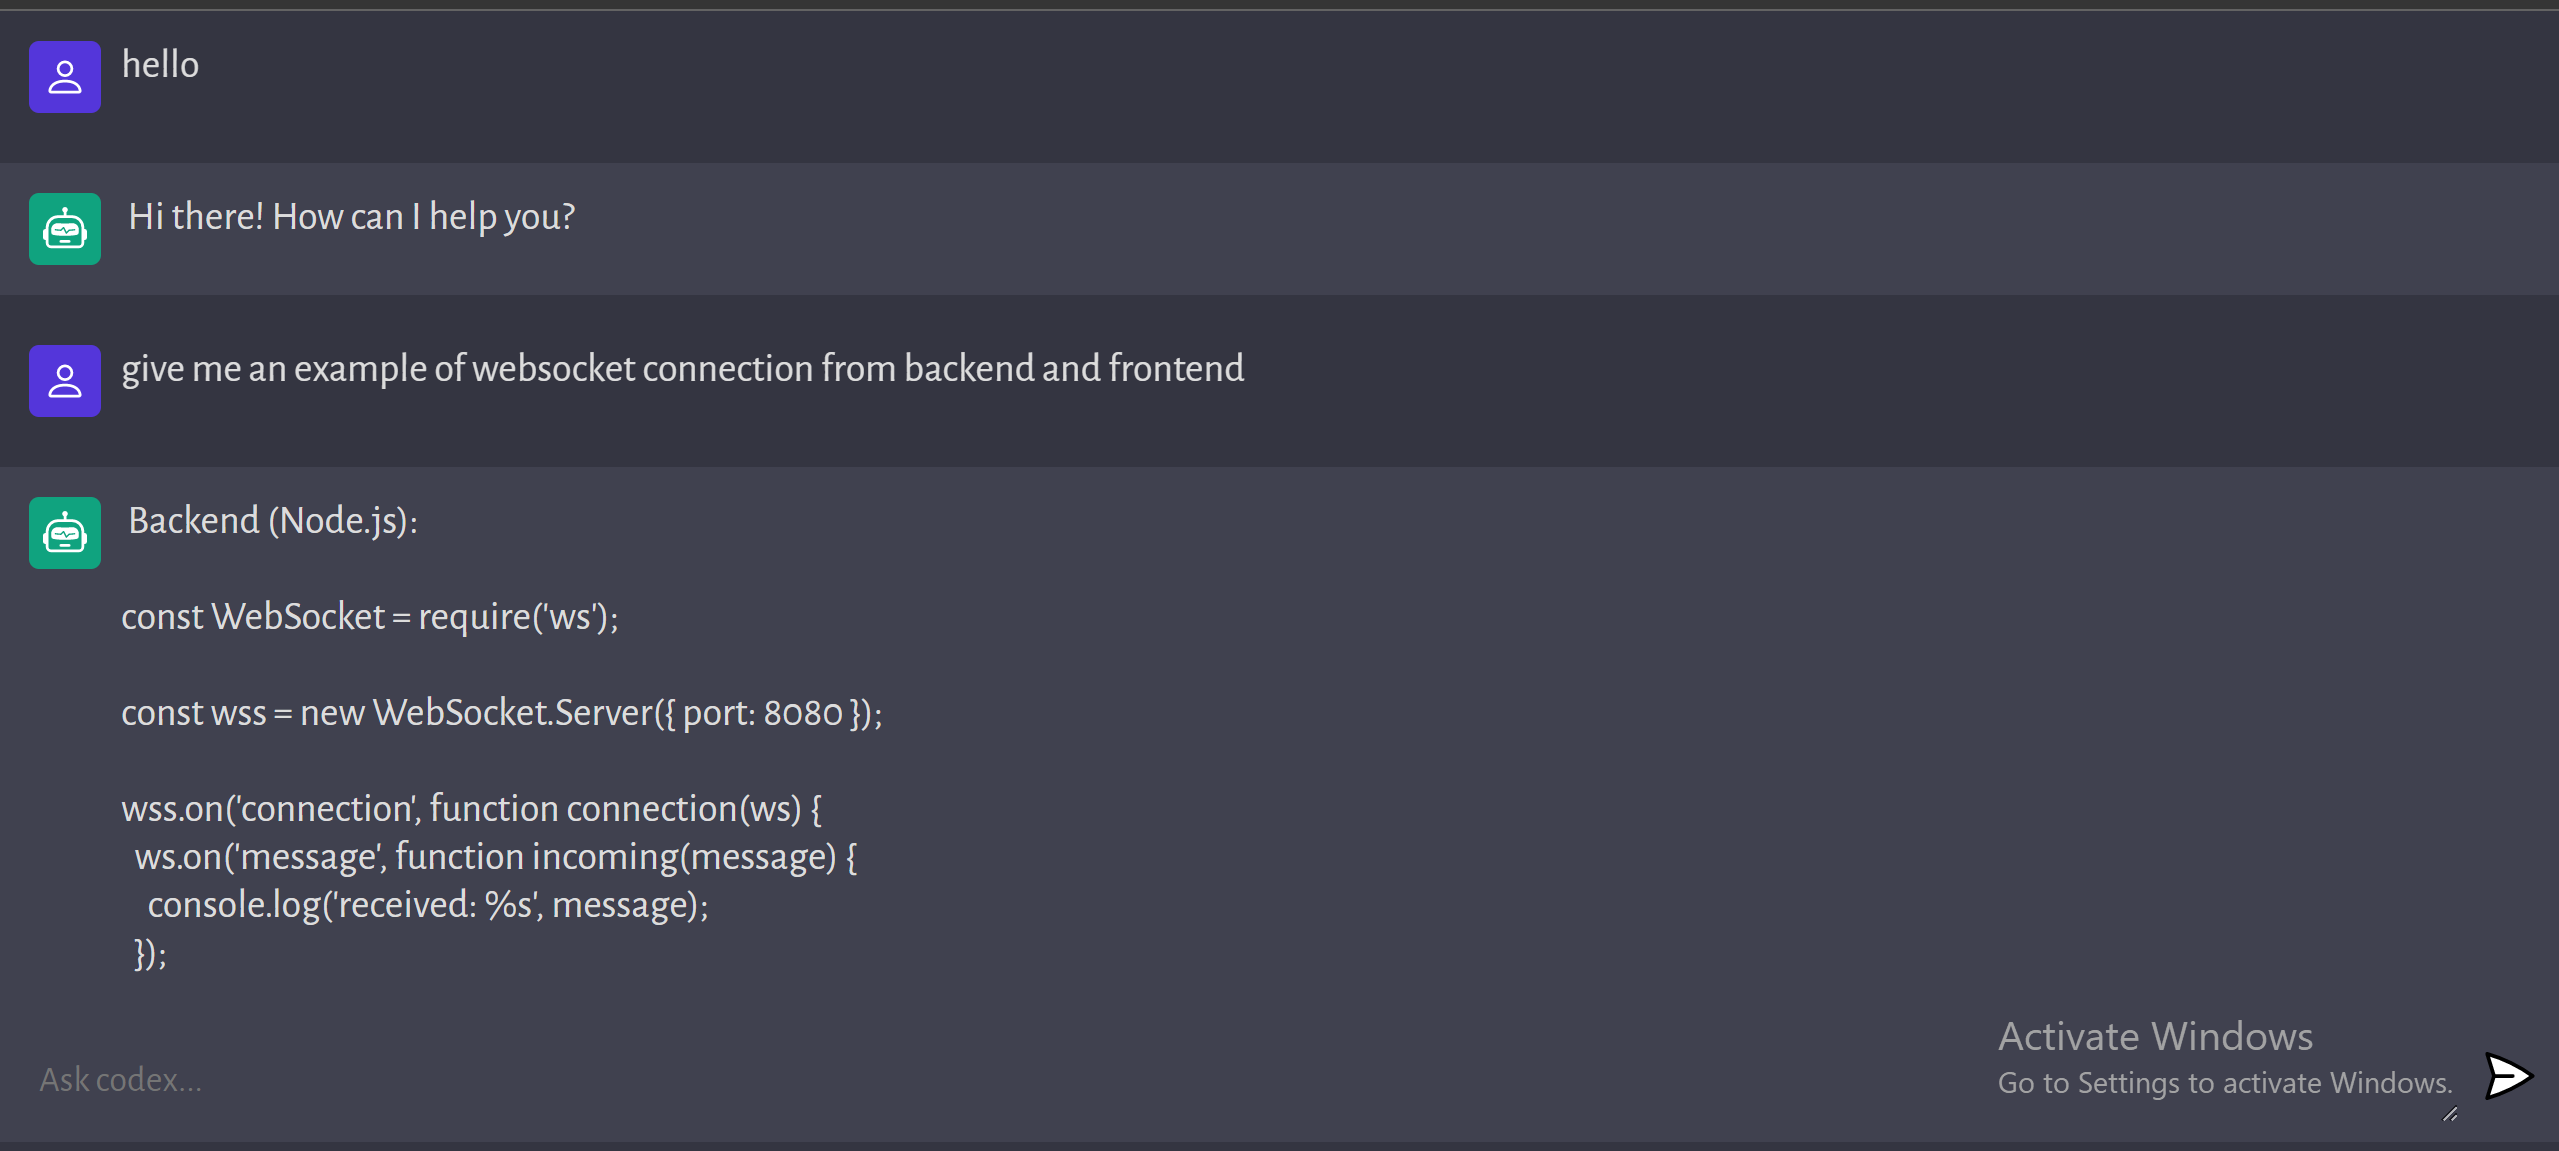 hello
Hi there! How can I help you?
give me an example of websocket connection from backend and frontend
Backend (Node.js):
const WebSocket = require('ws');
const wss = new WebSocket.Server({ port: 8080 });
wss.on('connection', function connection(ws) {
  ws.on('message', function incoming(message) {
    console.log('received: %s', message);
  });
Activate Windows
Ask codex...
Go to Settings to activate Windows.